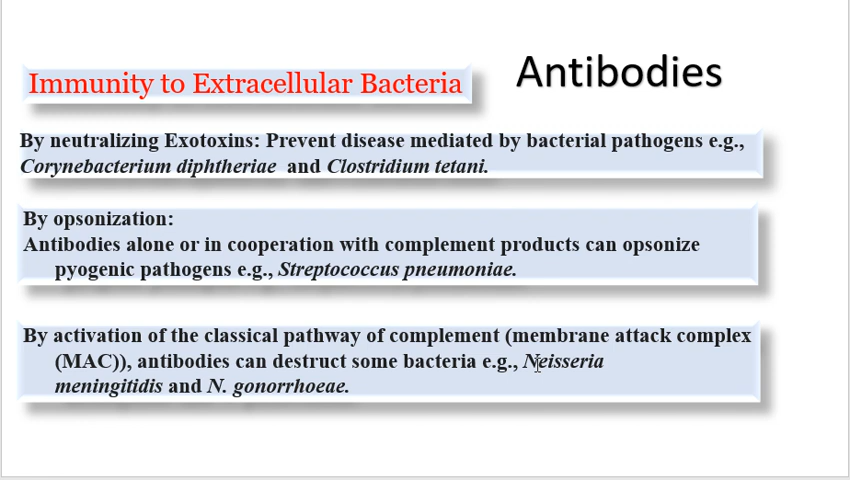 Immunity to Extracellular Bacteria
Antibodies
By neutralizing Exotoxins: Prevent disease mediated by bacterial pathogens e.g.,
Corynebacterium diphtheriae and Clostridium tetani.
By opsonization:
Antibodies alone or in cooperation with complement products can opsonize
pyogenic pathogens e.g., Streptococcus pneumoniae.
By activation of the classical pathway of complement (membrane attack complex
(MAC)), antibodies can destruct some bacteria e.g., Neisseria
meningitidis and N. gonorrhoeae.